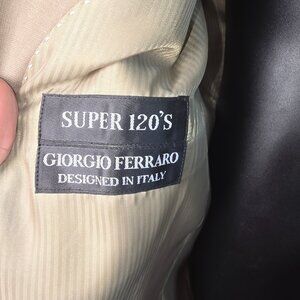 SUPER 120'S
GIORGIO FERRARO
DESIGNED IN ITALY